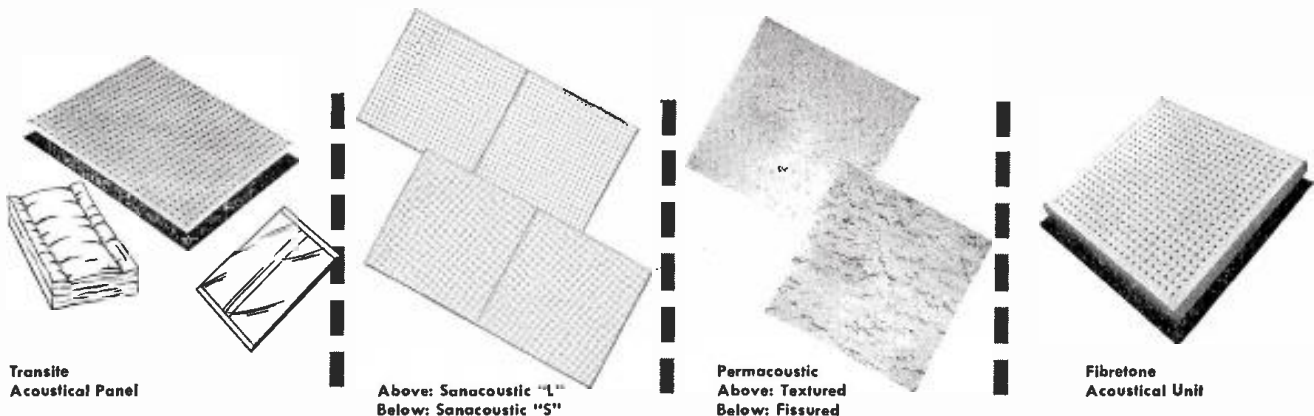 Transite
Acoustical Panel
Above: Sanacoustic "L"
Below: Sanacoustic "S"
Permacoustic
Above: Textured
Below: Fissured
Fibretone
Acoustical Unit